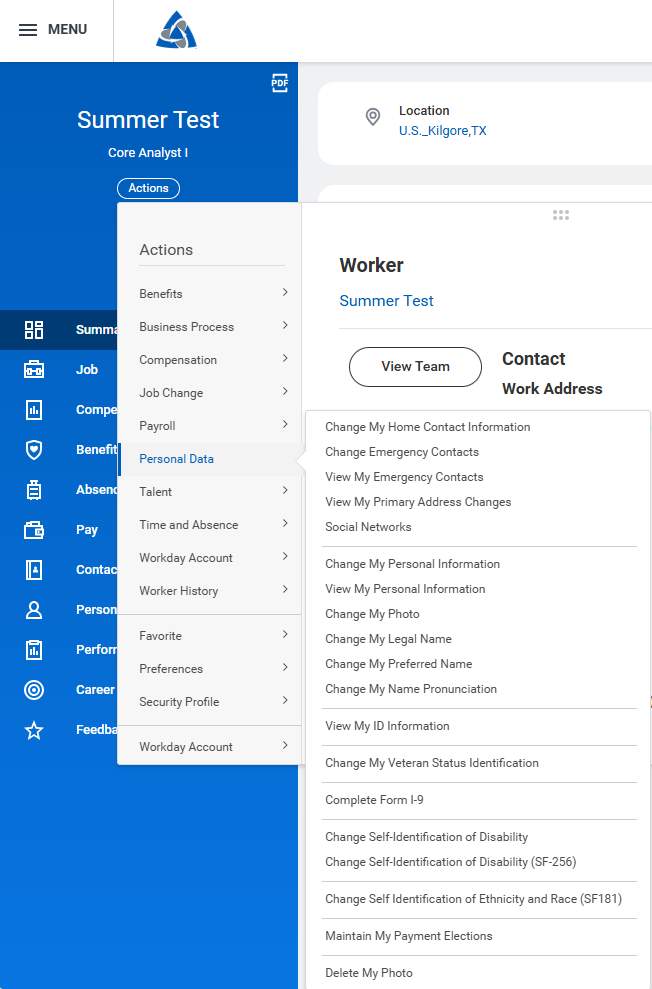 MENU
PDF
Summer Test
Core Analyst I
Actions
Location
U.S._Kilgore,TX
Summa
Job
Compe
Benefit
Absenc
Pay
Contac
Person
Perforr
Career
Feedba
Actions
Benefits
Business Process
Compensation
Job Change
Payroll
Personal Data
Talent
Time and Absence
Workday Account
Worker History
Favorite
Preferences
Security Profile
Workday Account
Worker
Summer Test
View Team
Contact
Work Address
Change My Home Contact Information
Change Emergency Contacts
View My Emergency Contacts
View My Primary Address Changes
Social Networks
Change My Personal Information
View My Personal Information
Change My Photo
Change My Legal Name
Change My Preferred Name
Change My Name Pronunciation
View My ID Information
Change My Veteran Status Identification
Complete Form I-9
Change Self-Identification of Disability
Change Self-Identification of Disability (SF-256)
Change Self Identification of Ethnicity and Race (SF181)
Maintain My Payment Elections
Delete My Photo